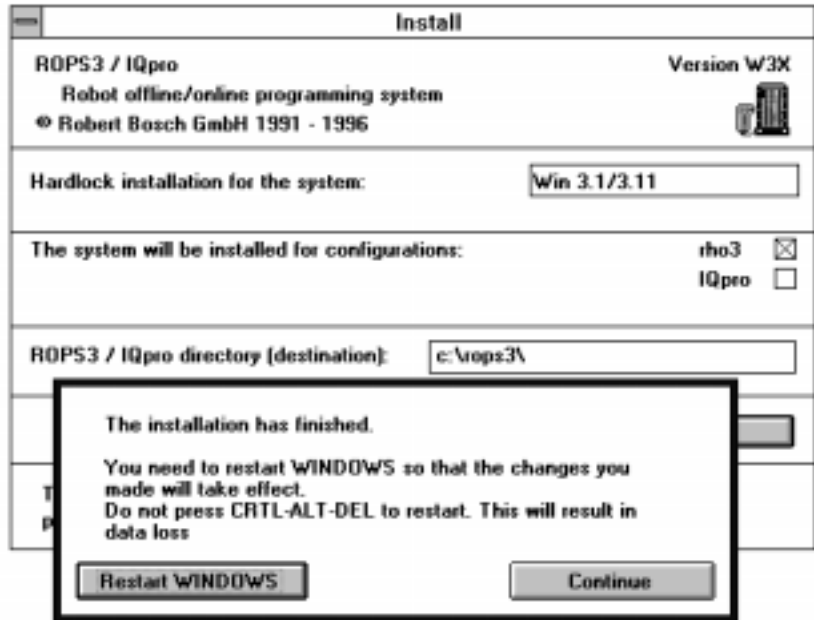 Install
ROPS3 / IQpro
Version W3X
Robot offline/online programming system
© Robert Bosch GmbH 1991 - 1996
Hardlock installation for the system:
Win 3.1/3.11
The system will be installed for configurations:
rho3
IQpro
ROPS3 / IQpro directory (destination):
c:\rops3\
The installation has finished.
You need to restart WINDOWS so that the changes you
made will take effect.
Do not press CRTL-ALT-DEL to restart. This will result in
data loss
Restart WINDOWS
Continue